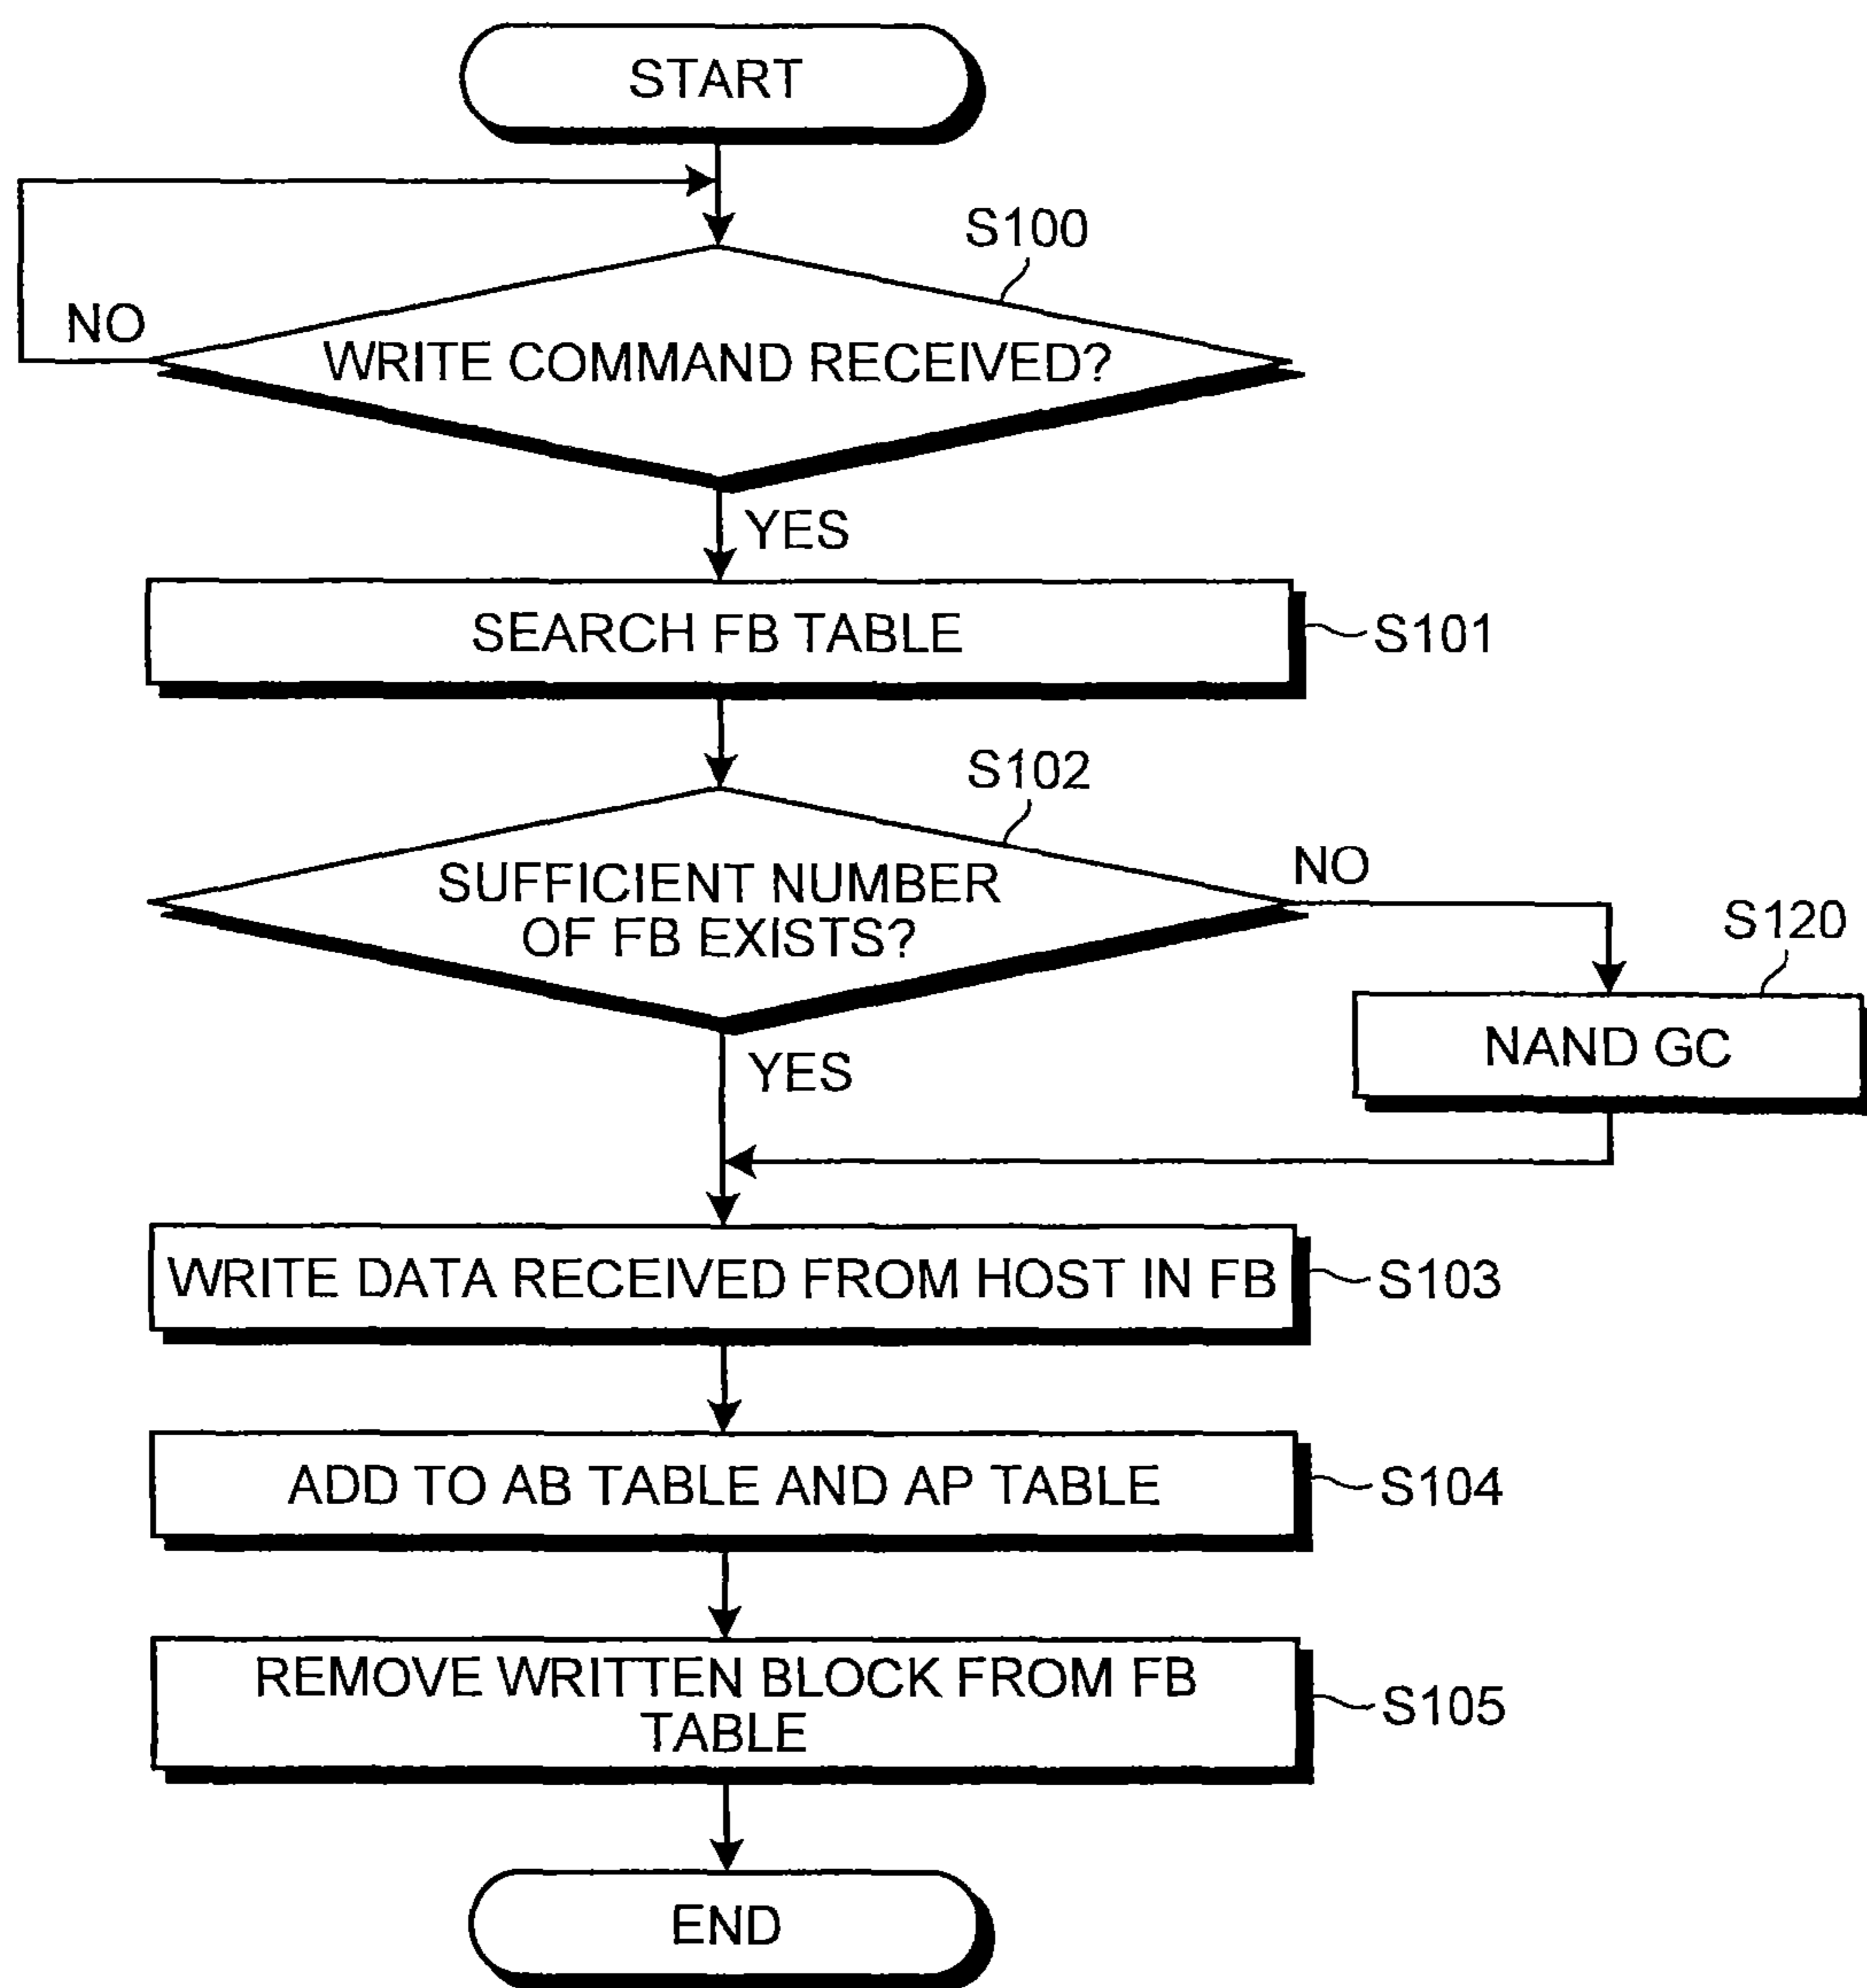 START
S100
NO
WRITE COMMAND RECEIVED?
YES
SEARCH FB TABLE
S101
S102
SUFFICIENT NUMBER
OF FB EXISTS?
NO
S120
NAND GC
YES
WRITE DATA RECEIVED FROM HOST IN FB
S103
ADD TO AB TABLE AND AP TABLE
S104
REMOVE WRITTEN BLOCK FROM FB
TABLE
S105
END